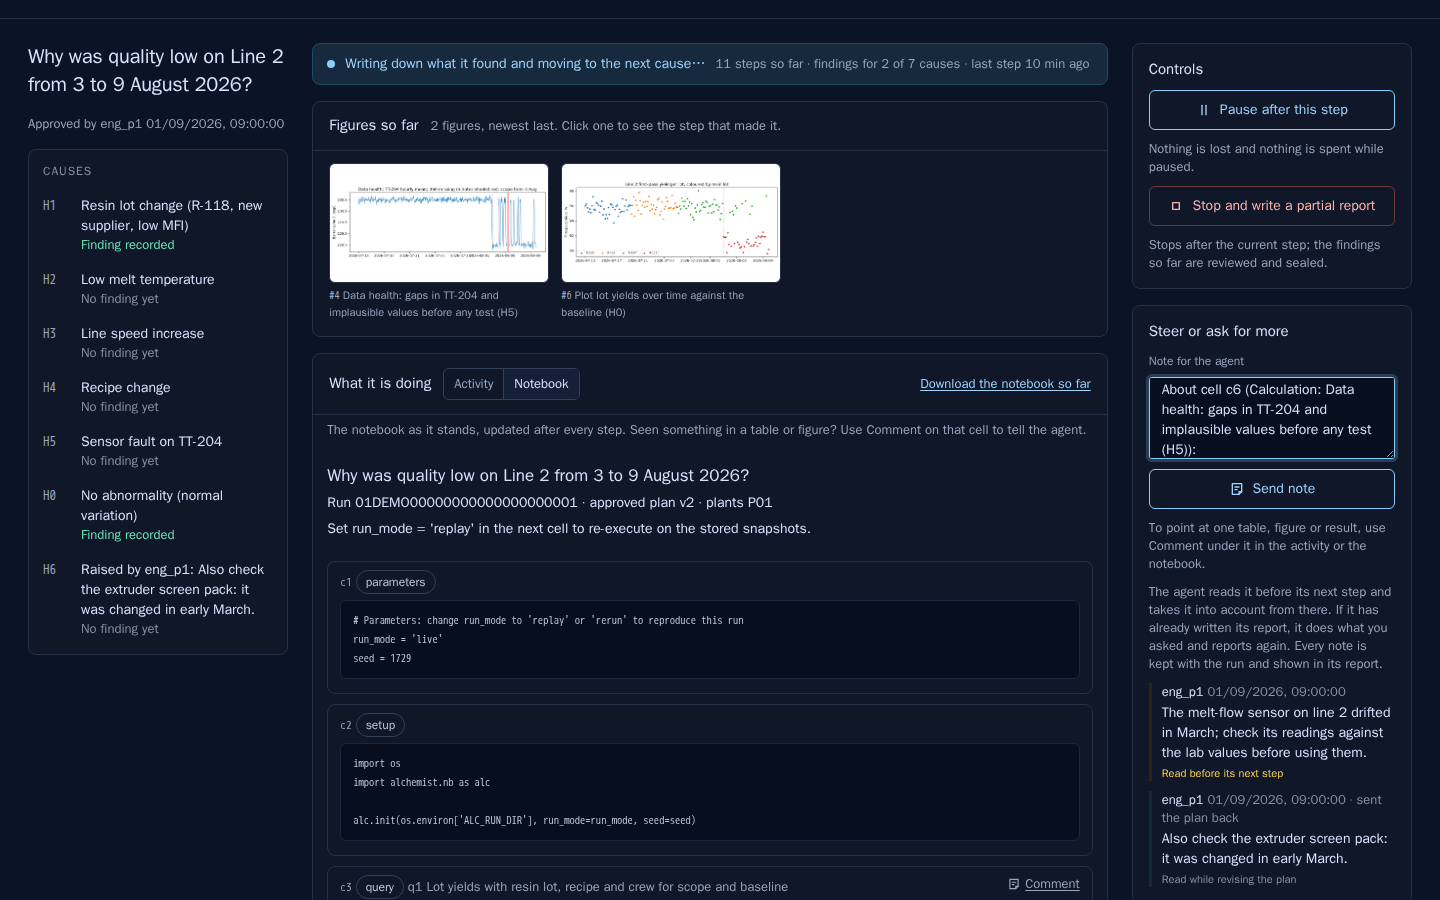 Why was quality low on Line 2
from 3 to 9 August 2026?
Approved by eng_p1 01/09/2026, 09:00:00
CAUSES
H1 Resin lot change (R-118, new
supplier, low MFI)
Finding recorded
H2 Low melt temperature
No finding yet
H3 Line speed increase
No finding yet
H4 Recipe change
No finding yet
H5 Sensor fault on TT-204
No finding yet
H0 No abnormality (normal
variation)
Finding recorded
H6 Raised by eng_p1: Also check
the extruder screen pack: it
was changed in early March.
No finding yet
Writing down what it found and moving to the next cause··· 11 steps so far · findings for 2 of 7 causes · last step 10 min ago
Figures so far 2 figures, newest last. Click one to see the step that made it.
#4 Data health: gaps in TT-204 and
implausible values before any test (H5)
#6 Plot lot yields over time against the
baseline (H0)
What it is doing Activity Notebook Download the notebook so far
The notebook as it stands, updated after every step. Seen something in a table or figure? Use Comment on that cell to tell the agent.
Why was quality low on Line 2 from 3 to 9 August 2026?
Run 01DEMO00000000000000000001 · approved plan v2 · plants P01
Set run_mode = 'replay' in the next cell to re-execute on the stored snapshots.
c1 parameters
# Parameters: change run_mode to 'replay' or 'rerun' to reproduce this run
run_mode = 'live'
seed = 1729
c2 setup
import os
import alchemist.nb as alc
alc.init(os.environ['ALC_RUN_DIR'], run_mode=run_mode, seed=seed)
c3 query q1 Lot yields with resin lot, recipe and crew for scope and baseline Comment
Controls
Pause after this step
Nothing is lost and nothing is spent while
paused.
Stop and write a partial report
Stops after the current step; the findings
so far are reviewed and sealed.
Steer or ask for more
Note for the agent
About cell c6 (Calculation: Data
health: gaps in TT-204 and
implausible values before any test
(H5)):
Send note
To point at one table, figure or result, use
Comment under it in the activity or the
notebook.
The agent reads it before its next step and
takes it into account from there. If it has
already written its report, it does what you
asked and reports again. Every note is
kept with the run and shown in its report.
eng_p1 01/09/2026, 09:00:00
The melt-flow sensor on line 2 drifted
in March; check its readings against
the lab values before using them.
Read before its next step
eng_p1 01/09/2026, 09:00:00 · sent
the plan back
Also check the extruder screen pack:
it was changed in early March.
Read while revising the plan